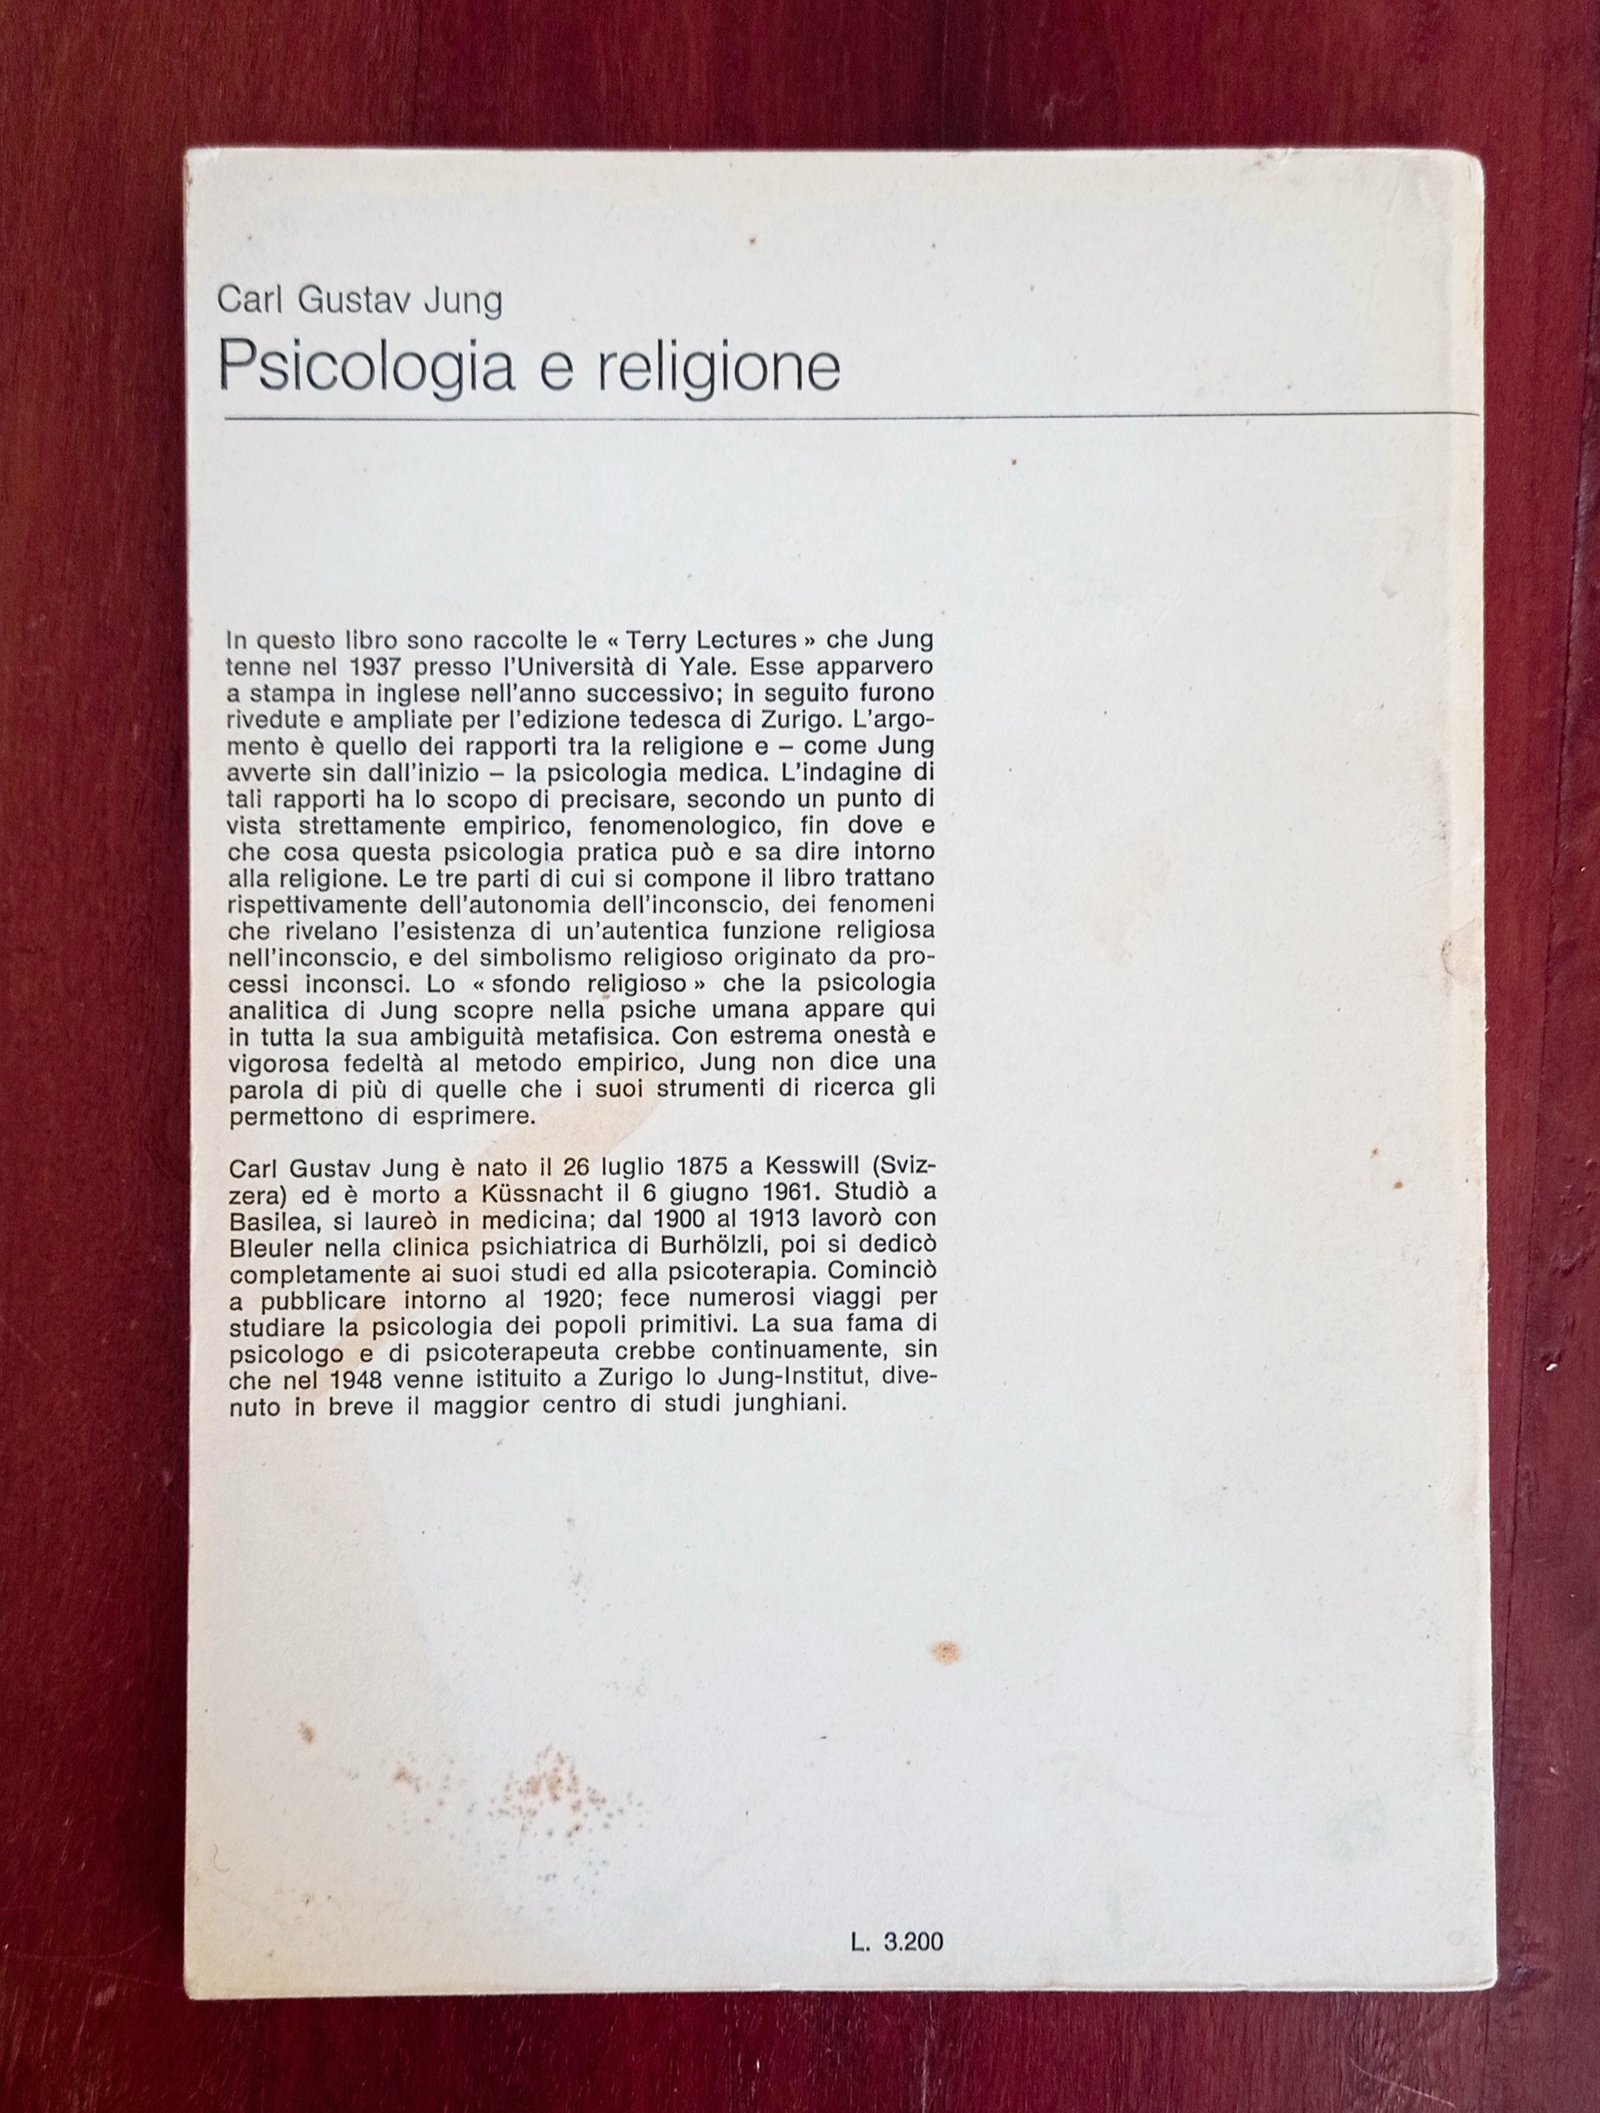 Carl Gustav Jung
Psicologia e religione
In questo libro sono raccolte le « Terry Lectures » che Jung
tenne nel 1937 presso l'Università di Yale. Esse apparvero
a stampa in inglese nell'anno successivo; in seguito furono
rivedute e ampliate per l'edizione tedesca di Zurigo. L'argo-
mento è quello dei rapporti tra la religione e – come Jung
avverte sin dall'inizio – la psicologia medica. L'indagine di
tali rapporti ha lo scopo di precisare, secondo un punto di
vista strettamente empirico, fenomenologico, fin dove e
che cosa questa psicologia pratica può e sa dire intorno
alla religione. Le tre parti di cui si compone il libro trattano
rispettivamente dell'autonomia dell'inconscio, dei fenomeni
che rivelano l'esistenza di un'autentica funzione religiosa
nell'inconscio, e del simbolismo religioso originato da pro-
cessi inconsci. Lo « sfondo religioso » che la psicologia
analitica di Jung scopre nella psiche umana appare qui
in tutta la sua ambiguità metafisica. Con estrema onestà e
vigorosa fedeltà al metodo empirico, Jung non dice una
parola di più di quelle che i suoi strumenti di ricerca gli
permettono di esprimere.
Carl Gustav Jung è nato il 26 luglio 1875 a Kesswill (Sviz-
zera) ed è morto a Küssnacht il 6 giugno 1961. Studiò a
Basilea, si laureò in medicina; dal 1900 al 1913 lavorò con
Bleuler nella clinica psichiatrica di Burhölzli, poi si dedicò
completamente ai suoi studi ed alla psicoterapia. Cominciò
a pubblicare intorno al 1920; fece numerosi viaggi per
studiare la psicologia dei popoli primitivi. La sua fama di
psicologo e di psicoterapeuta crebbe continuamente, sin
che nel 1948 venne istituito a Zurigo lo Jung-Institut, dive-
nuto in breve il maggior centro di studi junghiani.
L. 3.200